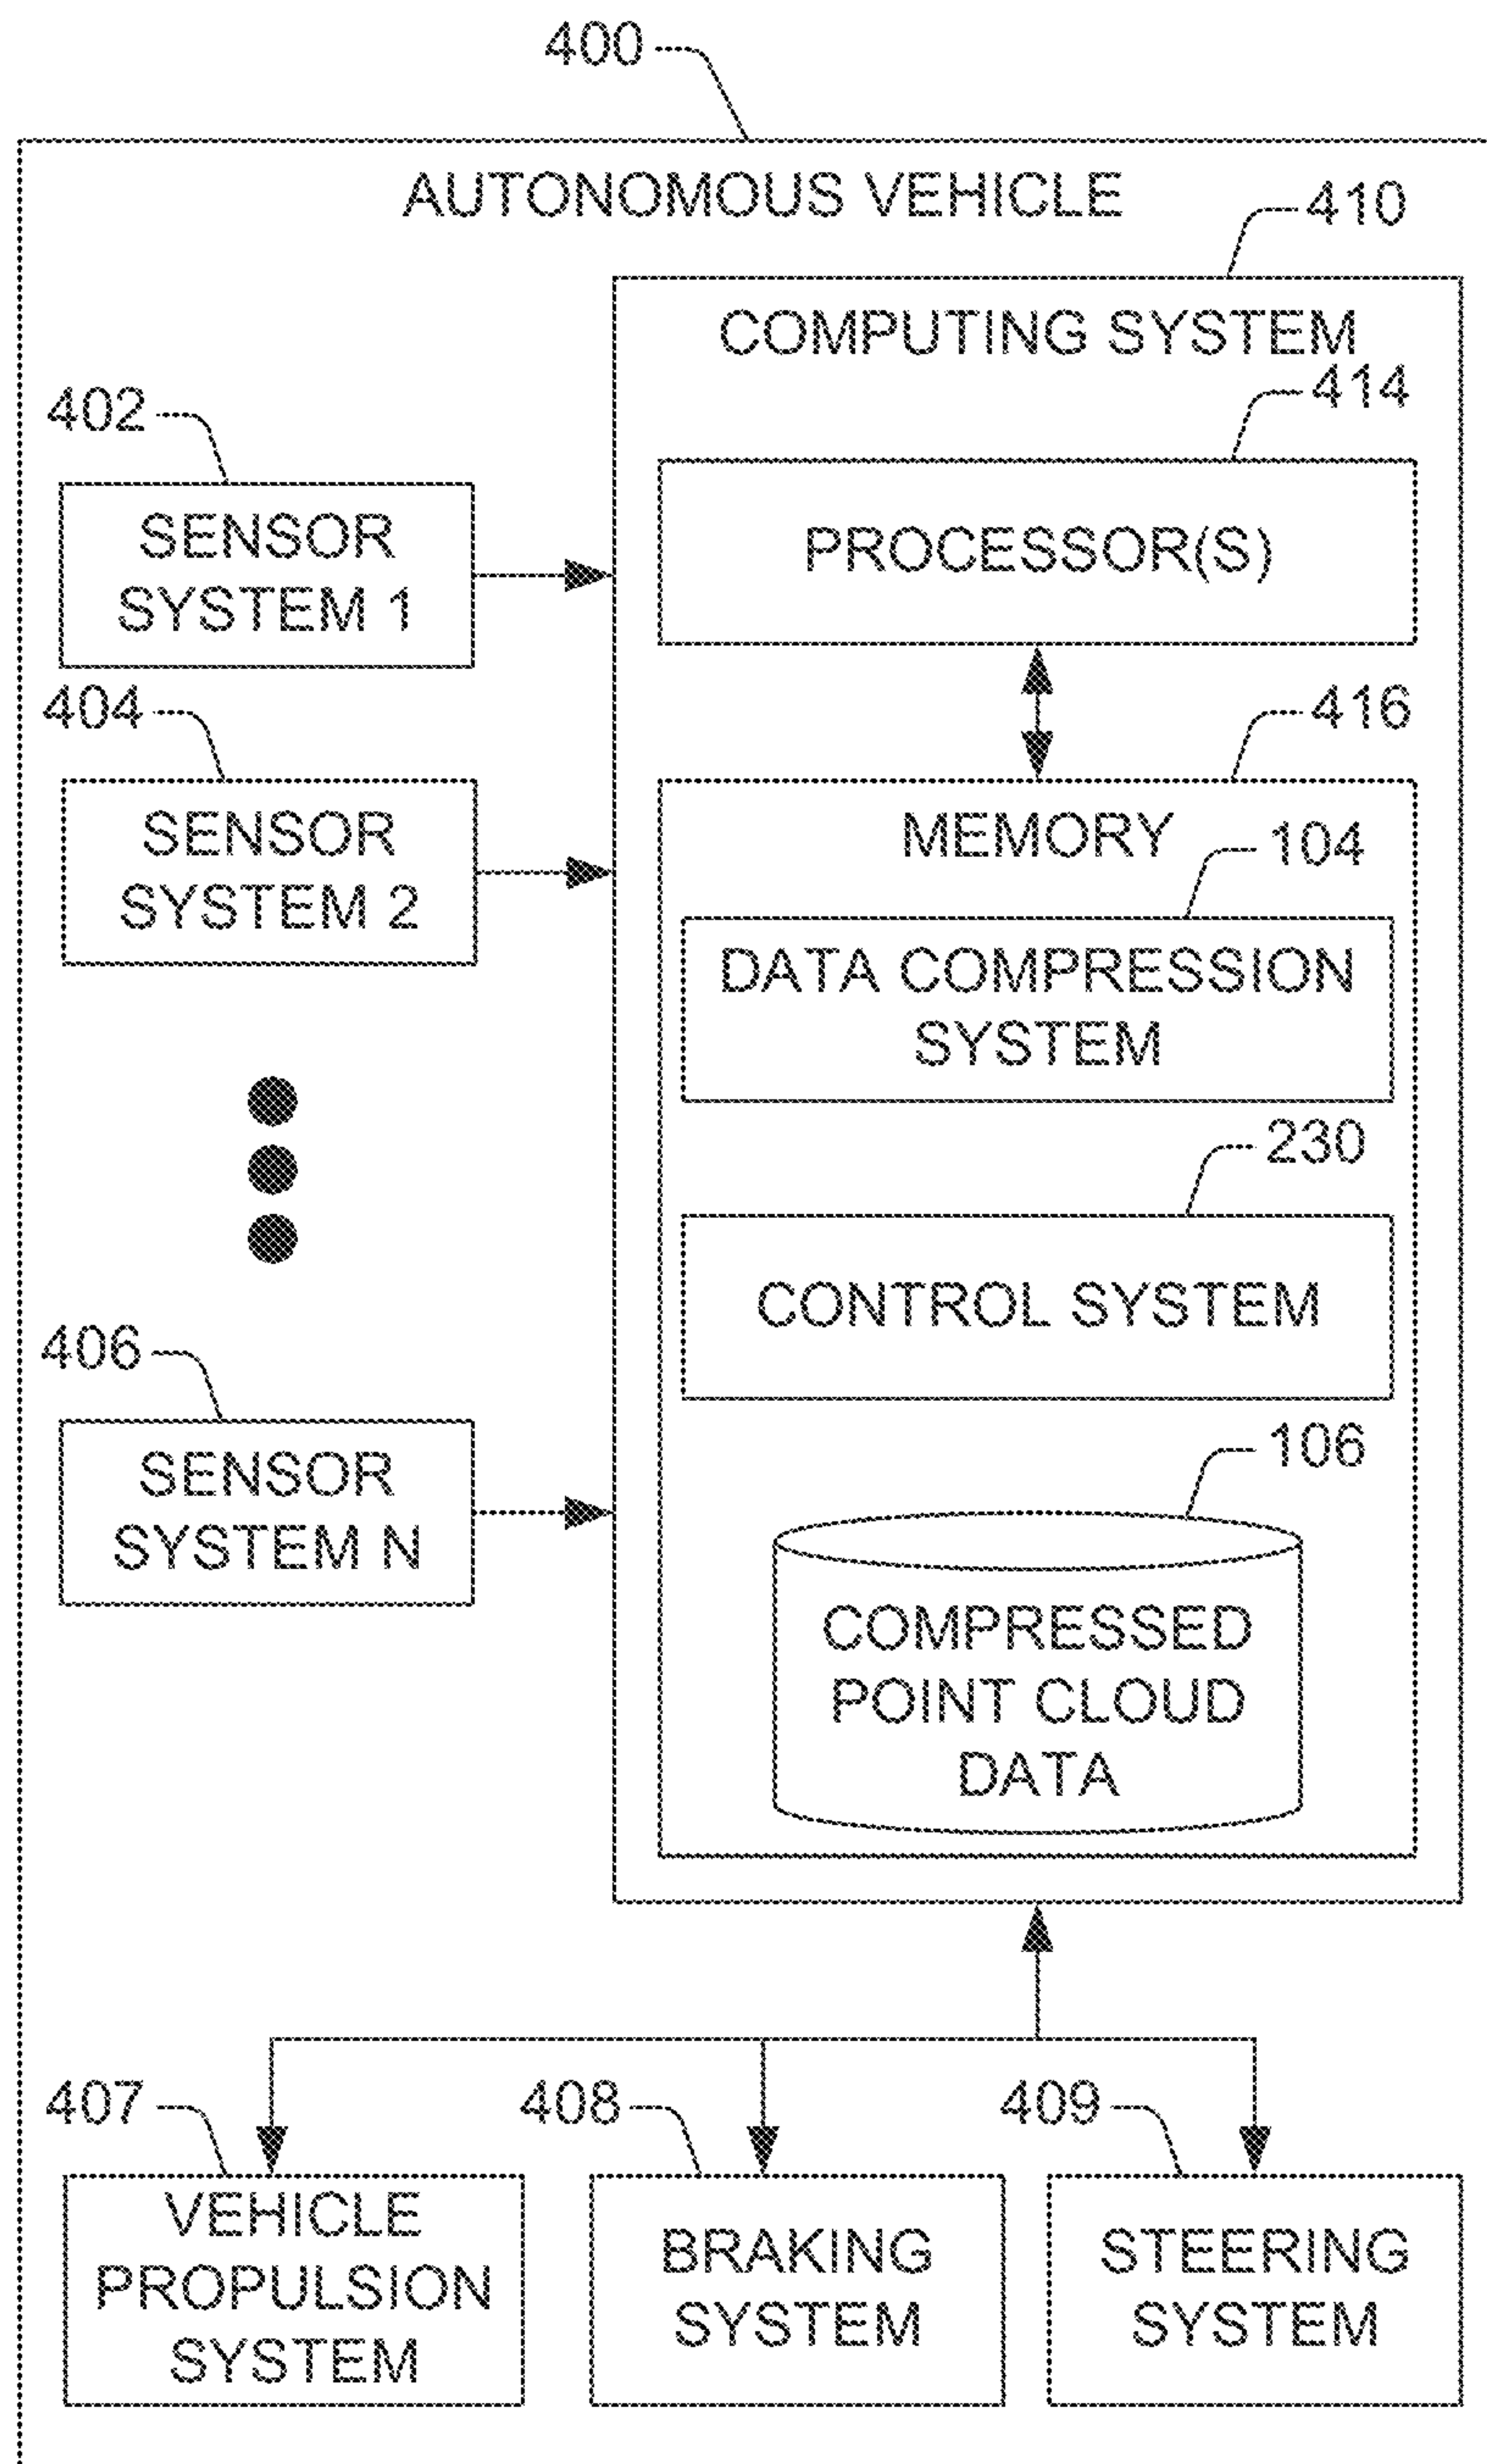 400
AUTONOMOUS VEHICLE
410
COMPUTING SYSTEM
414
402
PROCESSOR(S)
SENSOR
SYSTEM 1
404
416
MEMORY
SENSOR
SYSTEM 2
104
DATA COMPRESSION
SYSTEM
230
CONTROL SYSTEM
406
SENSOR
SYSTEM N
106
COMPRESSED
POINT CLOUD
DATA
407
408
409
VEHICLE
PROPULSION
SYSTEM
BRAKING
SYSTEM
STEERING
SYSTEM